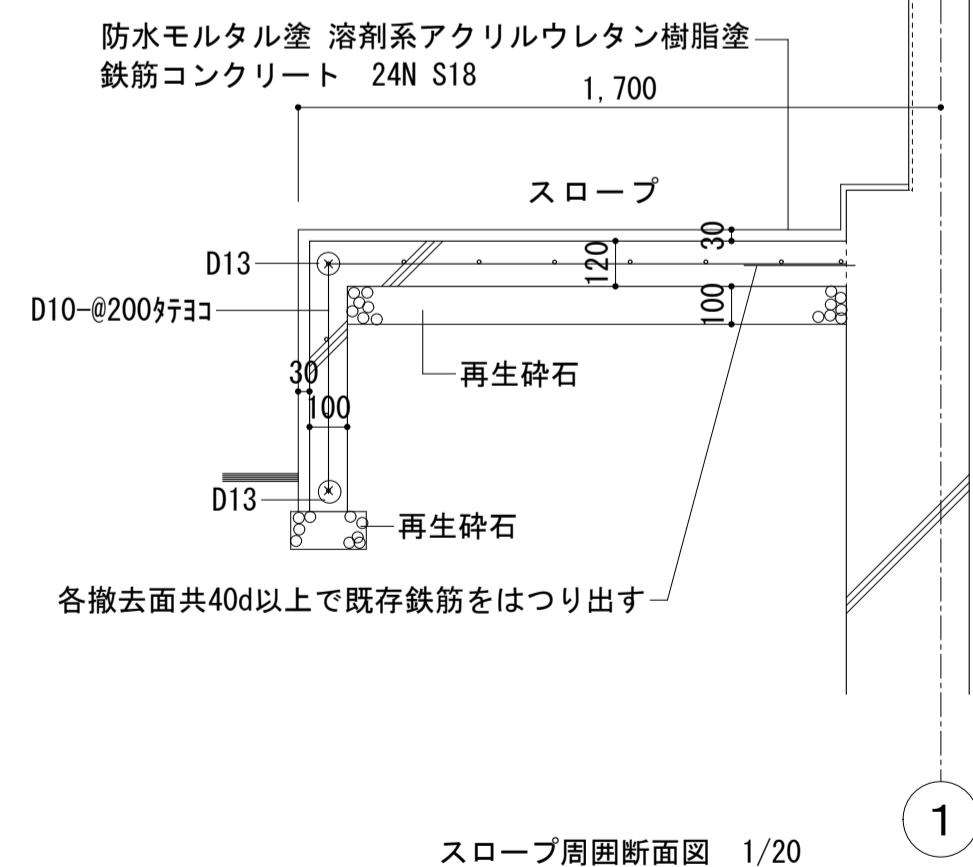 防水モルタル塗 溶剤系アクリルウレタン樹脂塗
鉄筋コンクリート 24N S18
1,700
スロープ
D13
30
120
D10-@200ﾀﾃﾖｺ
100
30
再生砕石
100
D13
再生砕石
各撤去面共40d以上で既存鉄筋をはつり出す
1
スロープ周囲断面図 1/20